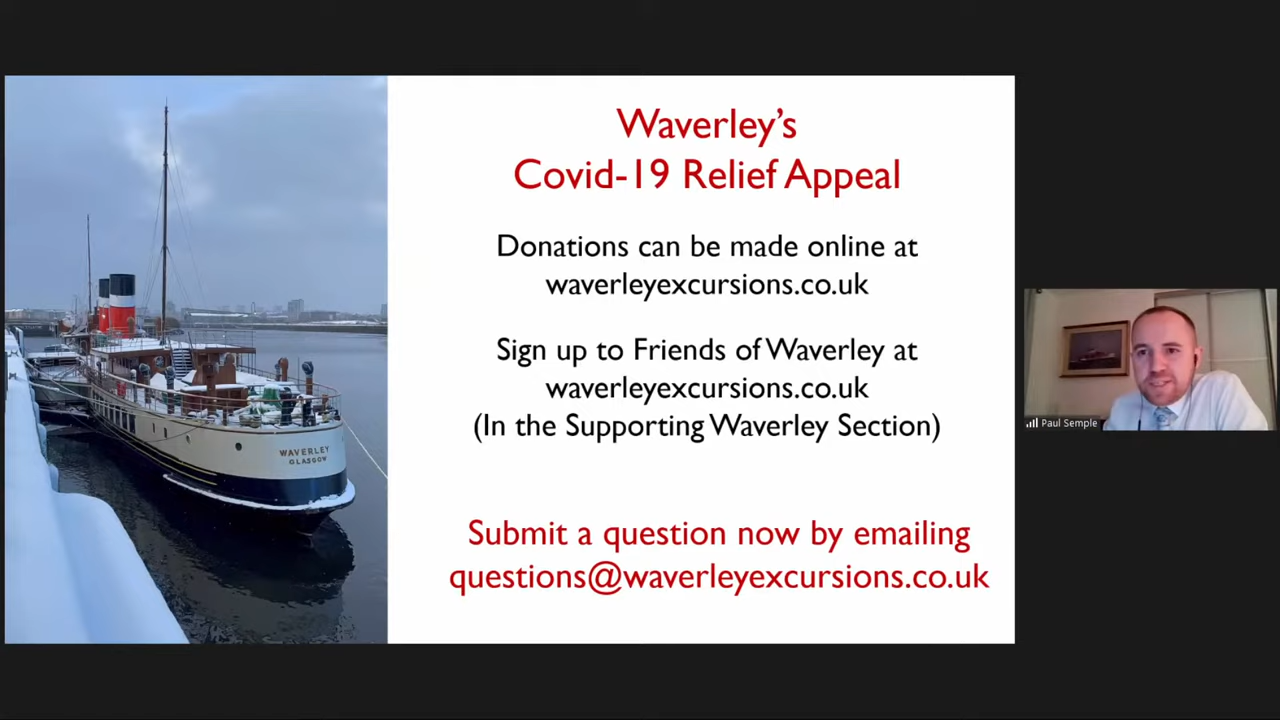 Waverley's
Covid-19 Relief Appeal
Donations can be made online at
waverleyexcursions.co.uk
Sign up to Friends of Waverley at
waverleyexcursions.co.uk
(In the Supporting Waverley Section)
Submit a question now by emailing
questions@waverleyexcursions.co.uk
WAVERLEY
GLASGOW
Paul Semple